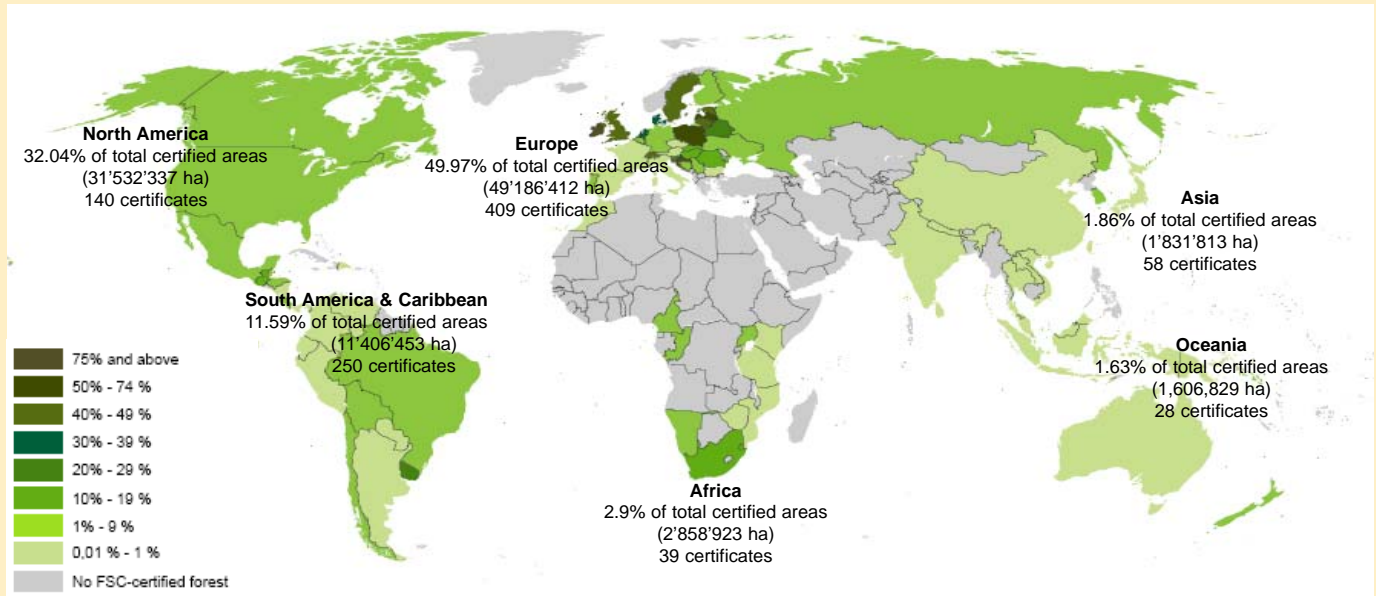 North America
32.04% of total certified areas
(31'532'337 ha)
140 certificates
Europe
49.97% of total certified areas
(49'186'412 ha)
409 certificates
Asia
1.86% of total certified areas
(1'831'813 ha)
58 certificates
South America & Caribbean
11.59% of total certified areas
(11'406'453 ha)
250 certificates
Oceania
1.63% of total certified areas
(1,606,829 ha)
28 certificates
Africa
2.9% of total certified areas
(2'858'923 ha)
39 certificates
75% and above
50% - 74 %
40% - 49 %
30% - 39 %
20% - 29 %
10% - 19 %
1% - 9 %
0,01 % - 1 %
No FSC-certified forest